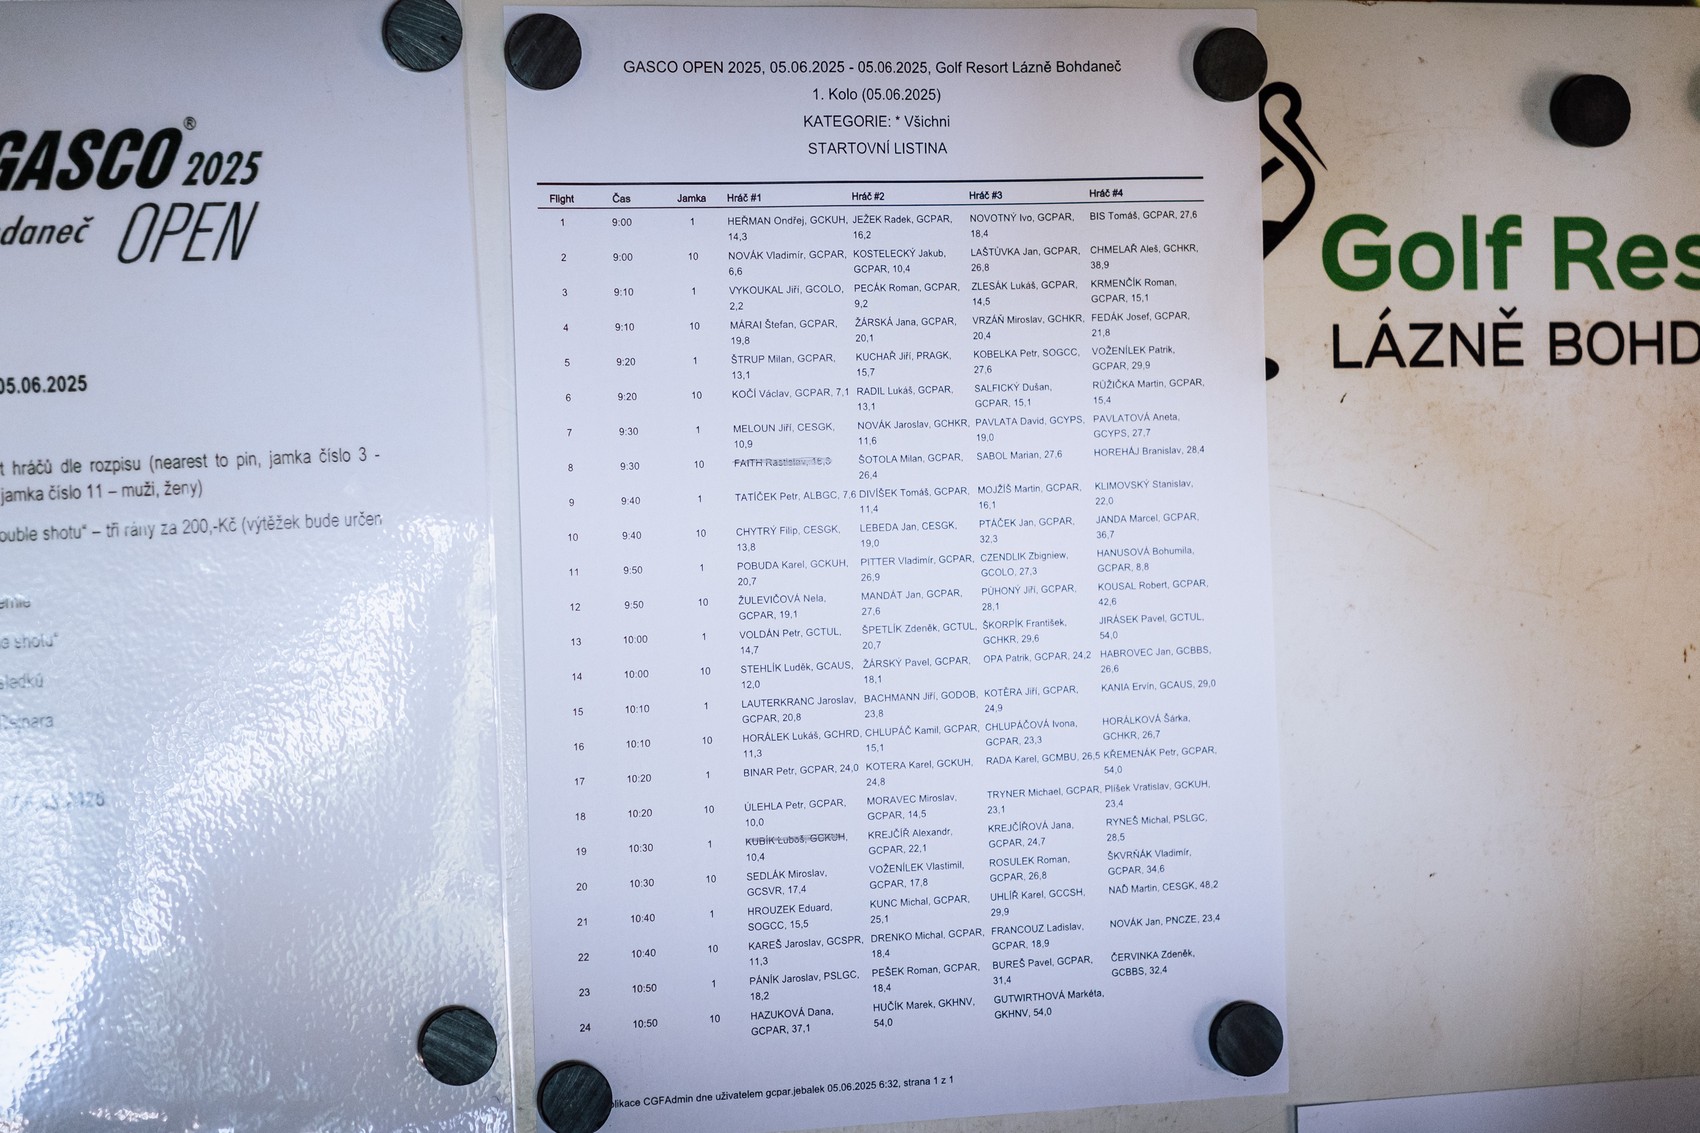 GASCO® 2025
daneč OPEN
05.06.2025
t hráčů dle rozpisu (nearest to pin, jamka číslo 3 -
jamka číslo 11 – muži, ženy)
ouble shotu“ – tři rány za 200,-Kč (výtěžek bude určen
GASCO OPEN 2025, 05.06.2025 - 05.06.2025, Golf Resort Lázně Bohdaneč
1. Kolo (05.06.2025)
KATEGORIE: * Všichni
STARTOVNÍ LISTINA
Flight Čas Jamka Hráč #1 Hráč #2 Hráč #3 Hráč #4
1 9:00 1 HEŘMAN Ondřej, GCKUH, JEŽEK Radek, GCPAR, NOVOTNÝ Ivo, GCPAR, BIS Tomáš, GCPAR, 27,6
14,3 16,2 18,4
2 9:00 10 NOVÁK Vladimír, GCPAR, KOSTELECKÝ Jakub, LAŠTŮVKA Jan, GCPAR, CHMELAŘ Aleš, GCHKR,
6,6 GCPAR, 10,4 26,8 38,9
3 9:10 1 VYKOUKAL Jiří, GCOLO, PECÁK Roman, GCPAR, ZLESÁK Lukáš, GCPAR, KRMENČÍK Roman,
2,2 9,2 14,5 GCPAR, 15,1
4 9:10 10 MÁRAI Štefan, GCPAR, ŽÁRSKÁ Jana, GCPAR, VRZÁŇ Miroslav, GCHKR, FEDÁK Josef, GCPAR,
19,8 20,1 20,4 21,8
5 9:20 1 ŠTRUP Milan, GCPAR, KUCHAŘ Jiří, PRAGK, KOBELKA Petr, SOGCC, VOŽENÍLEK Patrik,
13,1 15,7 27,6 GCPAR, 29,9
6 9:20 10 KOČÍ Václav, GCPAR, 7,1 RADIL Lukáš, GCPAR, SALFICKÝ Dušan, RŮŽIČKA Martin, GCPAR,
13,1 GCPAR, 15,1 15,4
7 9:30 1 MELOUN Jiří, CESGK, NOVÁK Jaroslav, GCHKR, PAVLATA David, GCYPS, PAVLATOVÁ Aneta,
10,9 11,6 19,0 GCYPS, 27,7
8 9:30 10 FAITH Rastislav, 16,3 ŠOTOLA Milan, GCPAR, SABOL Marian, 27,6 HOREHÁJ Branislav, 28,4
26,4
9 9:40 1 TATÍČEK Petr, ALBGC, 7,6 DIVÍŠEK Tomáš, GCPAR, MOJŽÍŠ Martin, GCPAR, KLIMOVSKÝ Stanislav,
11,4 16,1 22,0
10 9:40 10 CHYTRÝ Filip, CESGK, LEBEDA Jan, CESGK, PTÁČEK Jan, GCPAR, JANDA Marcel, GCPAR,
13,8 19,0 32,3 36,7
11 9:50 1 POBUDA Karel, GCKUH, PITTER Vladimír, GCPAR, CZENDLIK Zbigniew, HANUSOVÁ Bohumila,
20,7 26,9 GCOLO, 27,3 GCPAR, 8,8
12 9:50 10 ŽULEVIČOVÁ Nela, MANDÁT Jan, GCPAR, PÚHONÝ Jiří, GCPAR, KOUSAL Robert, GCPAR,
GCPAR, 19,1 27,6 28,1 42,6
13 10:00 1 VOLDÁN Petr, GCTUL, ŠPETLÍK Zdeněk, GCTUL, ŠKORPÍK František, JIRÁSEK Pavel, GCTUL,
14,7 20,7 GCHKR, 29,6 54,0
14 10:00 10 STEHLÍK Luděk, GCAUS, ŽÁRSKÝ Pavel, GCPAR, OPA Patrik, GCPAR, 24,2 HABROVEC Jan, GCBBS,
12,0 18,1 26,6
15 10:10 1 LAUTERKRANC Jaroslav, BACHMANN Jiří, GODOB, KOTĚRA Jiří, GCPAR, KANIA Ervín, GCAUS, 29,0
GCPAR, 20,8 23,8 24,9
16 10:10 10 HORÁLEK Lukáš, GCHRD, CHLUPÁČ Kamil, GCPAR, CHLUPÁČOVÁ Ivona, HORÁLKOVÁ Šárka,
11,3 15,1 GCPAR, 23,3 GCHKR, 26,7
17 10:20 1 BINAR Petr, GCPAR, 24,0 KOTERA Karel, GCKUH, RADA Karel, GCMBU, 26,5 KŘEMENÁK Petr, GCPAR,
24,8 54,0
18 10:20 10 ÚLEHLA Petr, GCPAR, MORAVEC Miroslav, TRYNER Michael, GCPAR, Plíšek Vratislav, GCKUH,
10,0 GCPAR, 14,5 23,1 23,4
19 10:30 1 KUBÍK Luboš, GCKUH, KREJČÍŘ Alexandr, KREJČÍŘOVÁ Jana, RYNEŠ Michal, PSLGC,
10,4 GCPAR, 22,1 GCPAR, 24,7 28,5
20 10:30 10 SEDLÁK Miroslav, VOŽENÍLEK Vlastimil, ROSULEK Roman, ŠKVRŇÁK Vladimír,
GCSVR, 17,4 GCPAR, 17,8 GCPAR, 26,8 GCPAR, 34,6
21 10:40 1 HROUZEK Eduard, KUNC Michal, GCPAR, UHLÍŘ Karel, GCCSH, NAĎ Martin, CESGK, 48,2
SOGCC, 15,5 25,1 29,9
22 10:40 10 KAREŠ Jaroslav, GCSPR, DRENKO Michal, GCPAR, FRANCOUZ Ladislav, NOVÁK Jan, PNCZE, 23,4
11,3 18,4 GCPAR, 18,9
23 10:50 1 PÁNÍK Jaroslav, PSLGC, PEŠEK Roman, GCPAR, BUREŠ Pavel, GCPAR, ČERVINKA Zdeněk,
18,2 18,4 31,4 GCBBS, 32,4
24 10:50 10 HAZUKOVÁ Dana, HUČÍK Marek, GKHNV, GUTWIRTHOVÁ Markéta,
GCPAR, 37,1 54,0 GKHNV, 54,0
likace CGFAdmin dne uživatelem gcpar.jebalek 05.06.2025 6:32, strana 1 z 1
Golf Res
LÁZNĚ BOHD